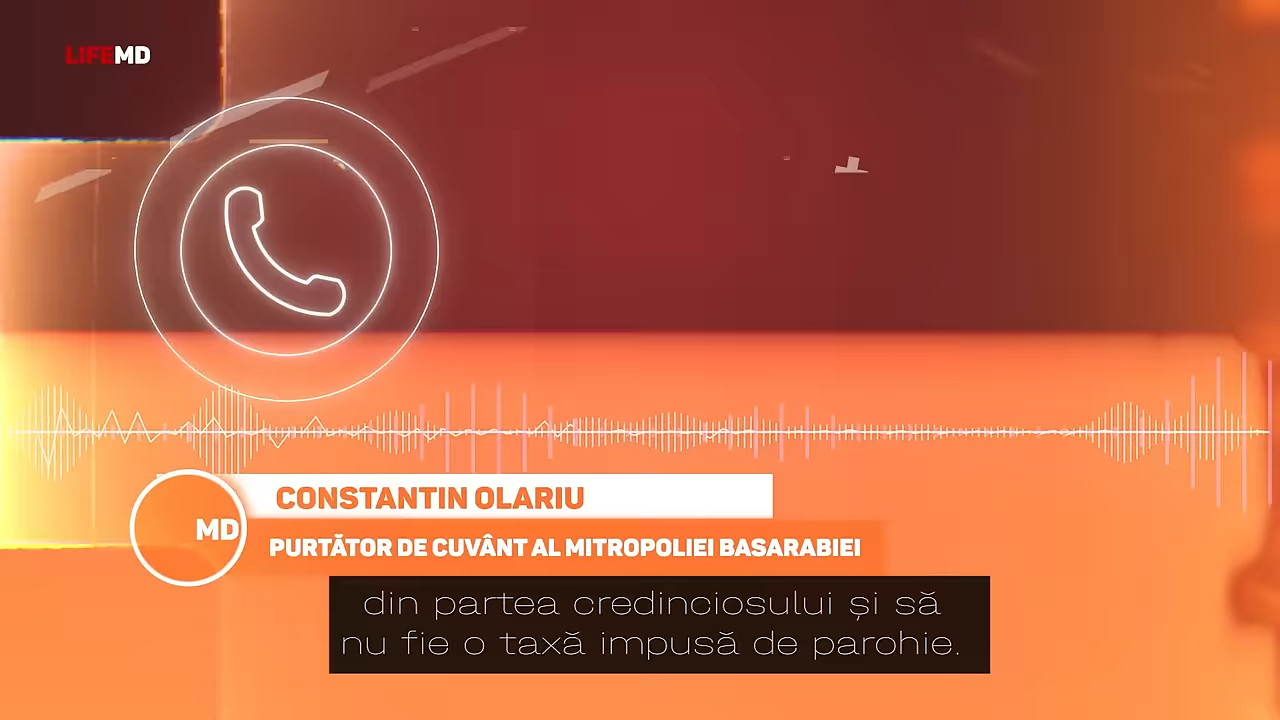 LIFEMD
CONSTANTIN OLARIU
MD
PURTĂTOR DE CUVÂNT AL MITROPOLIEI BASARABIEI
din partea credinciosului și să
nu fie o taxă impusă de parohie.